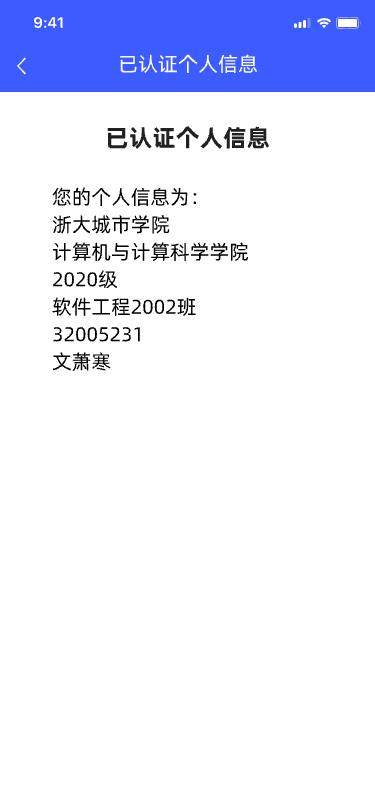 9:41
已认证个人信息
已认证个人信息
您的个人信息为：
浙大城市学院
计算机与计算科学学院
2020级
软件工程2002班
32005231
文萧寒